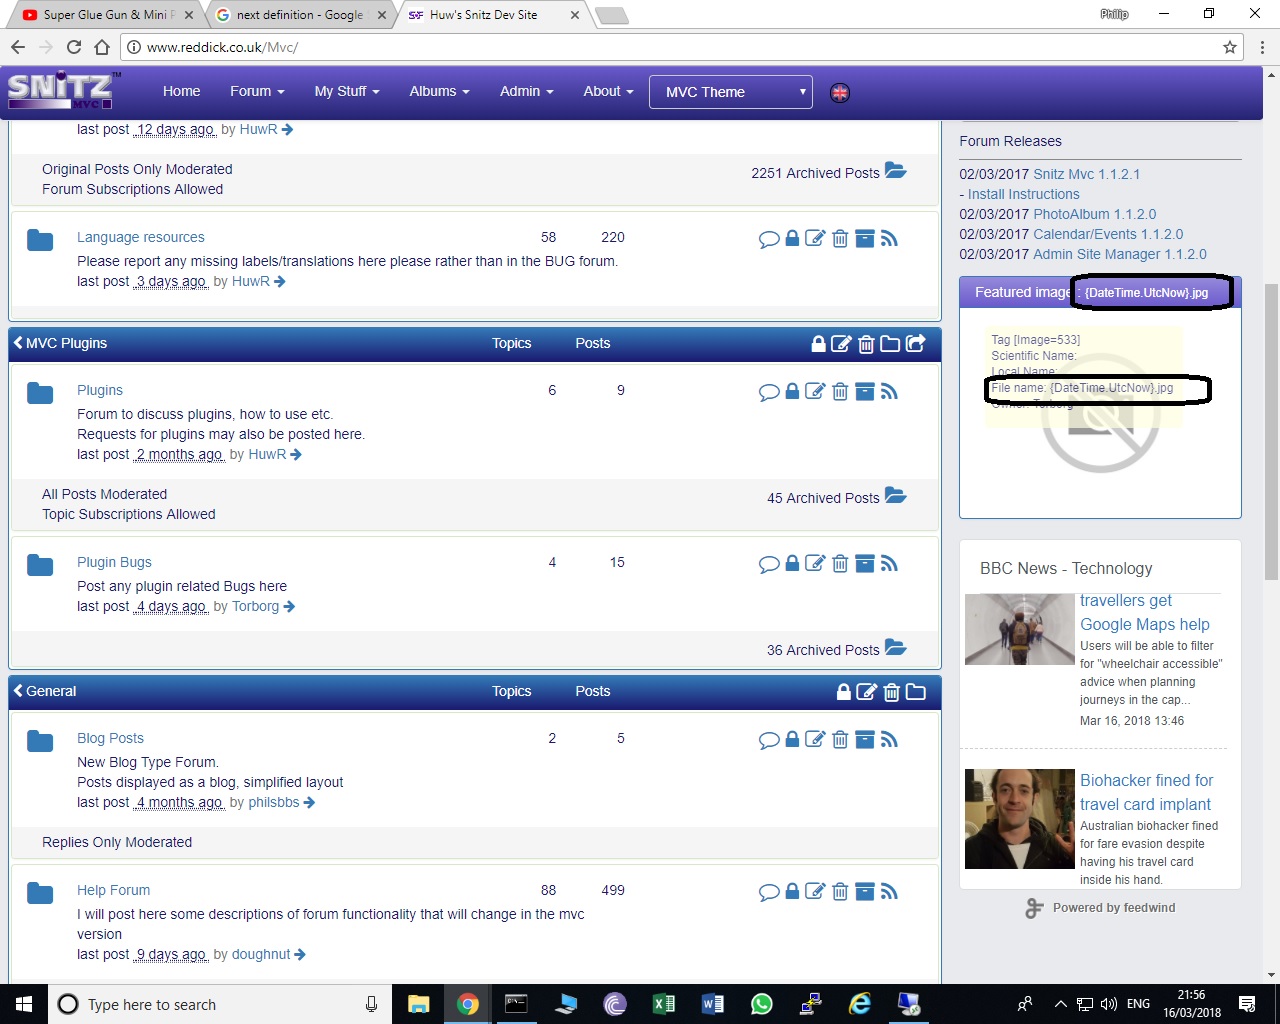 Super Glue Gun & Mini P
next definition - Google
Huw's Snitz Dev Site
Philip
www.reddick.co.uk/Mvc/
SNiTZ™
MVC
Home
Forum
My Stuff
Albums
Admin
About
MVC Theme
last post 12 days ago by HuwR
Original Posts Only Moderated
Forum Subscriptions Allowed
2251 Archived Posts
Language resources 58 220
Please report any missing labels/translations here please rather than in the BUG forum.
last post 3 days ago by HuwR
MVC Plugins Topics Posts
Plugins 6 9
Forum to discuss plugins, how to use etc.
Requests for plugins may also be posted here.
last post 2 months ago by HuwR
All Posts Moderated
Topic Subscriptions Allowed
45 Archived Posts
Plugin Bugs 4 15
Post any plugin related Bugs here
last post 4 days ago by Torborg
36 Archived Posts
General Topics Posts
Blog Posts 2 5
New Blog Type Forum.
Posts displayed as a blog, simplified layout
last post 4 months ago by philsbbs
Replies Only Moderated
Help Forum 88 499
I will post here some descriptions of forum functionality that will change in the mvc
version
last post 9 days ago by doughnut
Forum Releases
02/03/2017 Snitz Mvc 1.1.2.1
- Install Instructions
02/03/2017 PhotoAlbum 1.1.2.0
02/03/2017 Calendar/Events 1.1.2.0
02/03/2017 Admin Site Manager 1.1.2.0
Featured image : {DateTime.UtcNow}.jpg
Tag [Image=533]
Scientific Name:
Local Name:
File name: {DateTime.UtcNow}.jpg
Owner: Torborg
BBC News - Technology
travellers get
Google Maps help
Users will be able to filter
for "wheelchair accessible"
advice when planning
journeys in the cap...
Mar 16, 2018 13:46
Biohacker fined for
travel card implant
Australian biohacker fined
for fare evasion despite
having his travel card
inside his hand.
Powered by feedwind
Type here to search
ENG
21:56
16/03/2018